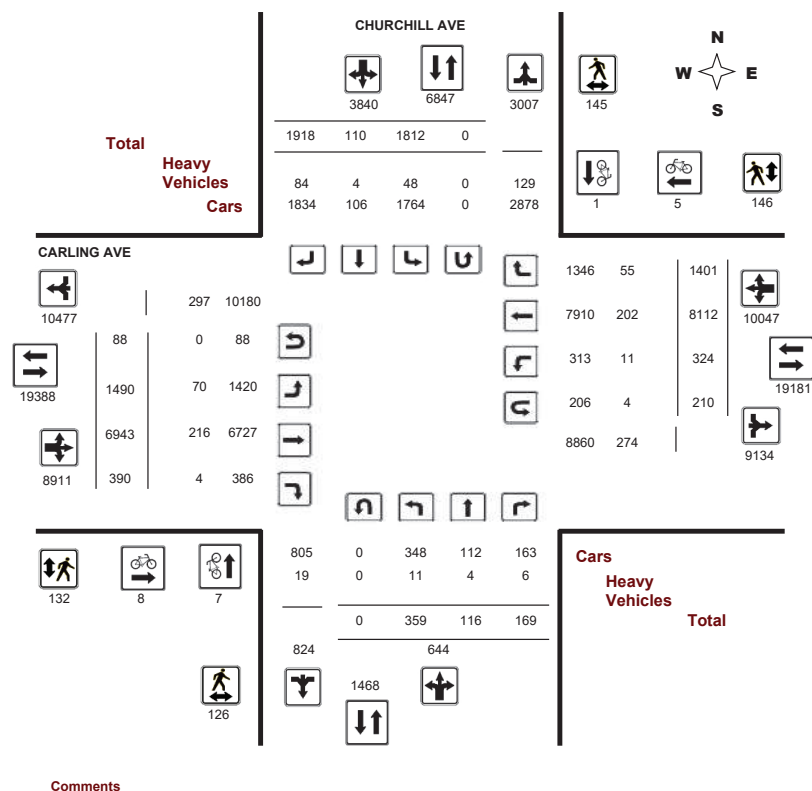 CHURCHILL AVE
N
W E
S
3840 6847 3007 145
Total 1918 110 1812 0
Heavy
Vehicles 84 4 48 0 129
Cars 1834 106 1764 0 2878
1 5 146
CARLING AVE
10477 297 10180
88 0 88
19388 1490 70 1420
6943 216 6727
8911 390 4 386
1346 55 1401
7910 202 8112 10047
313 11 324 19181
206 4 210
8860 274 9134
805 0 348 112 163 Cars
19 0 11 4 6 Heavy
Vehicles
0 359 116 169 Total
132 8 7
824 644
1468
126
Comments